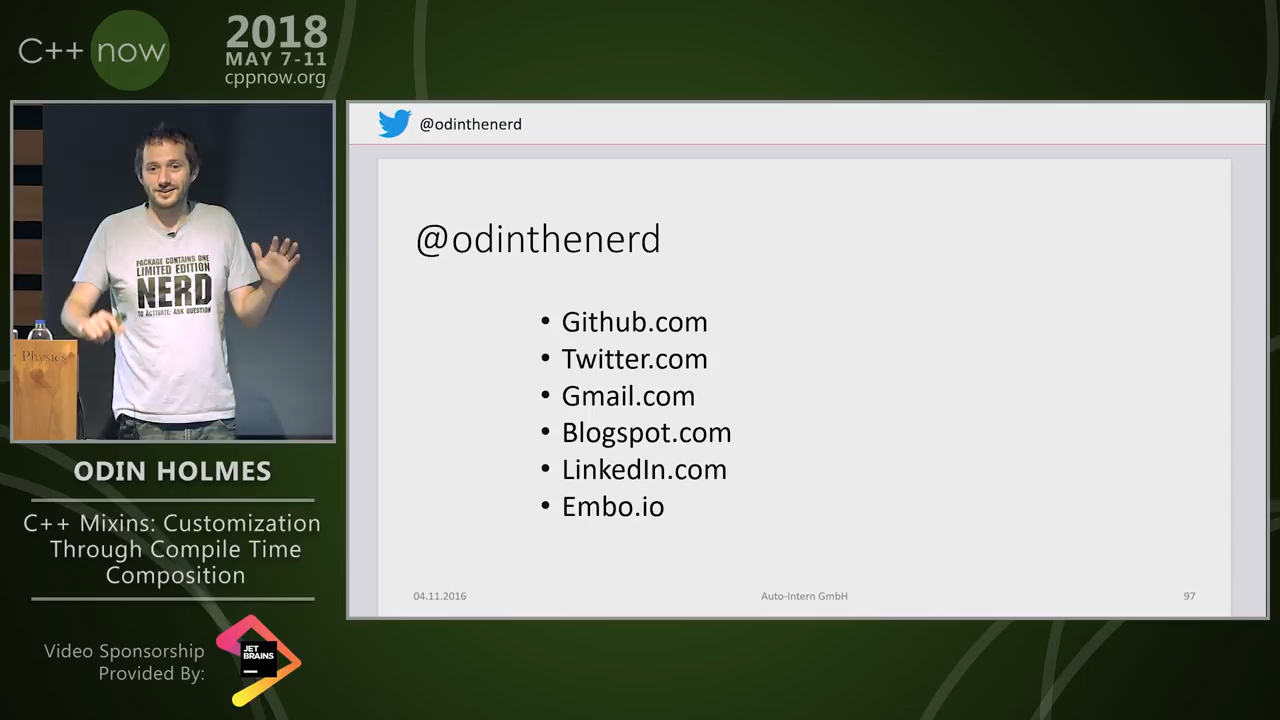 C++ now
2018
MAY 7-11
cppnow.org
@odinthenerd
PACKAGE CONTAINS ONE
LIMITED EDITION
NERD
TO ACTIVATE: ASK QUESTION
Physics
@odinthenerd
• Github.com
• Twitter.com
• Gmail.com
• Blogspot.com
• LinkedIn.com
• Embo.io
04.11.2016
Auto-Intern GmbH
97
ODIN HOLMES
C++ Mixins: Customization
Through Compile Time
Composition
Video Sponsorship
Provided By:
JET
BRAINS